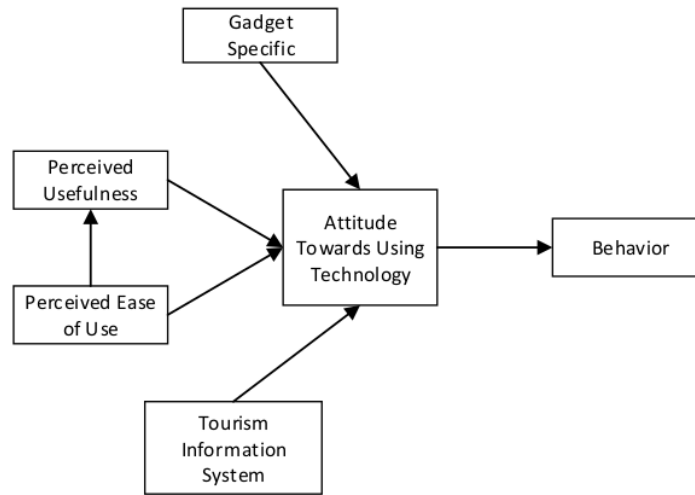 Gadget
Specific
Perceived
Usefulness
Attitude
Towards Using
Technology
Behavior
Perceived Ease
of Use
Tourism
Information
System